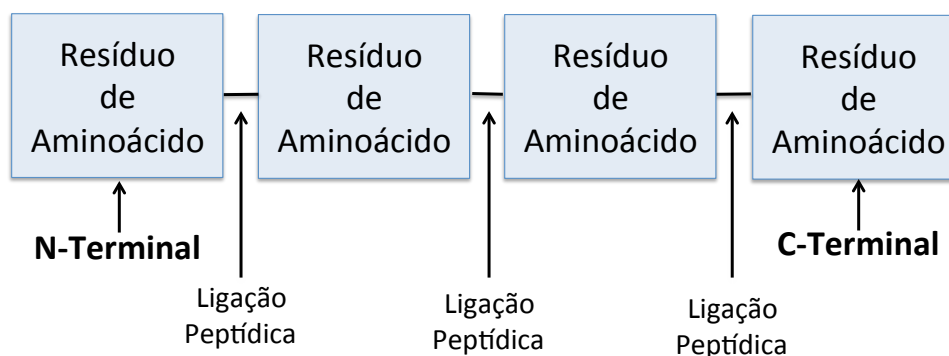 Resíduo
de
Aminoácido
Resíduo
de
Aminoácido
Resíduo
de
Aminoácido
Resíduo
de
Aminoácido
N-Terminal
C-Terminal
Ligação
Peptídica
Ligação
Peptídica
Ligação
Peptídica